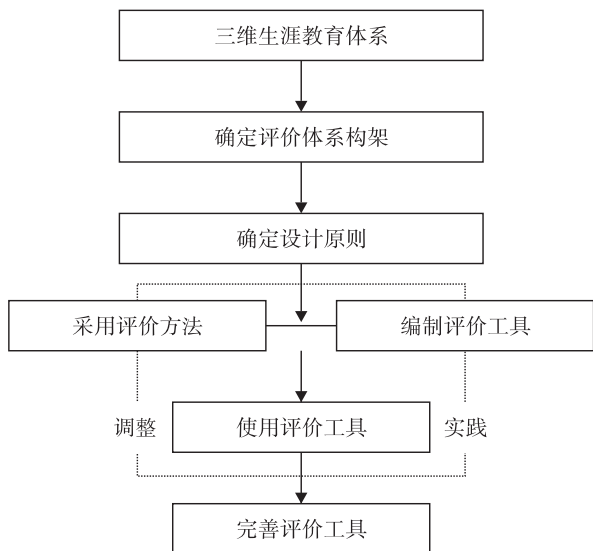 三维生涯教育体系
确定评价体系构架
确定设计原则
采用评价方法
编制评价工具
调整
使用评价工具
实践
完善评价工具